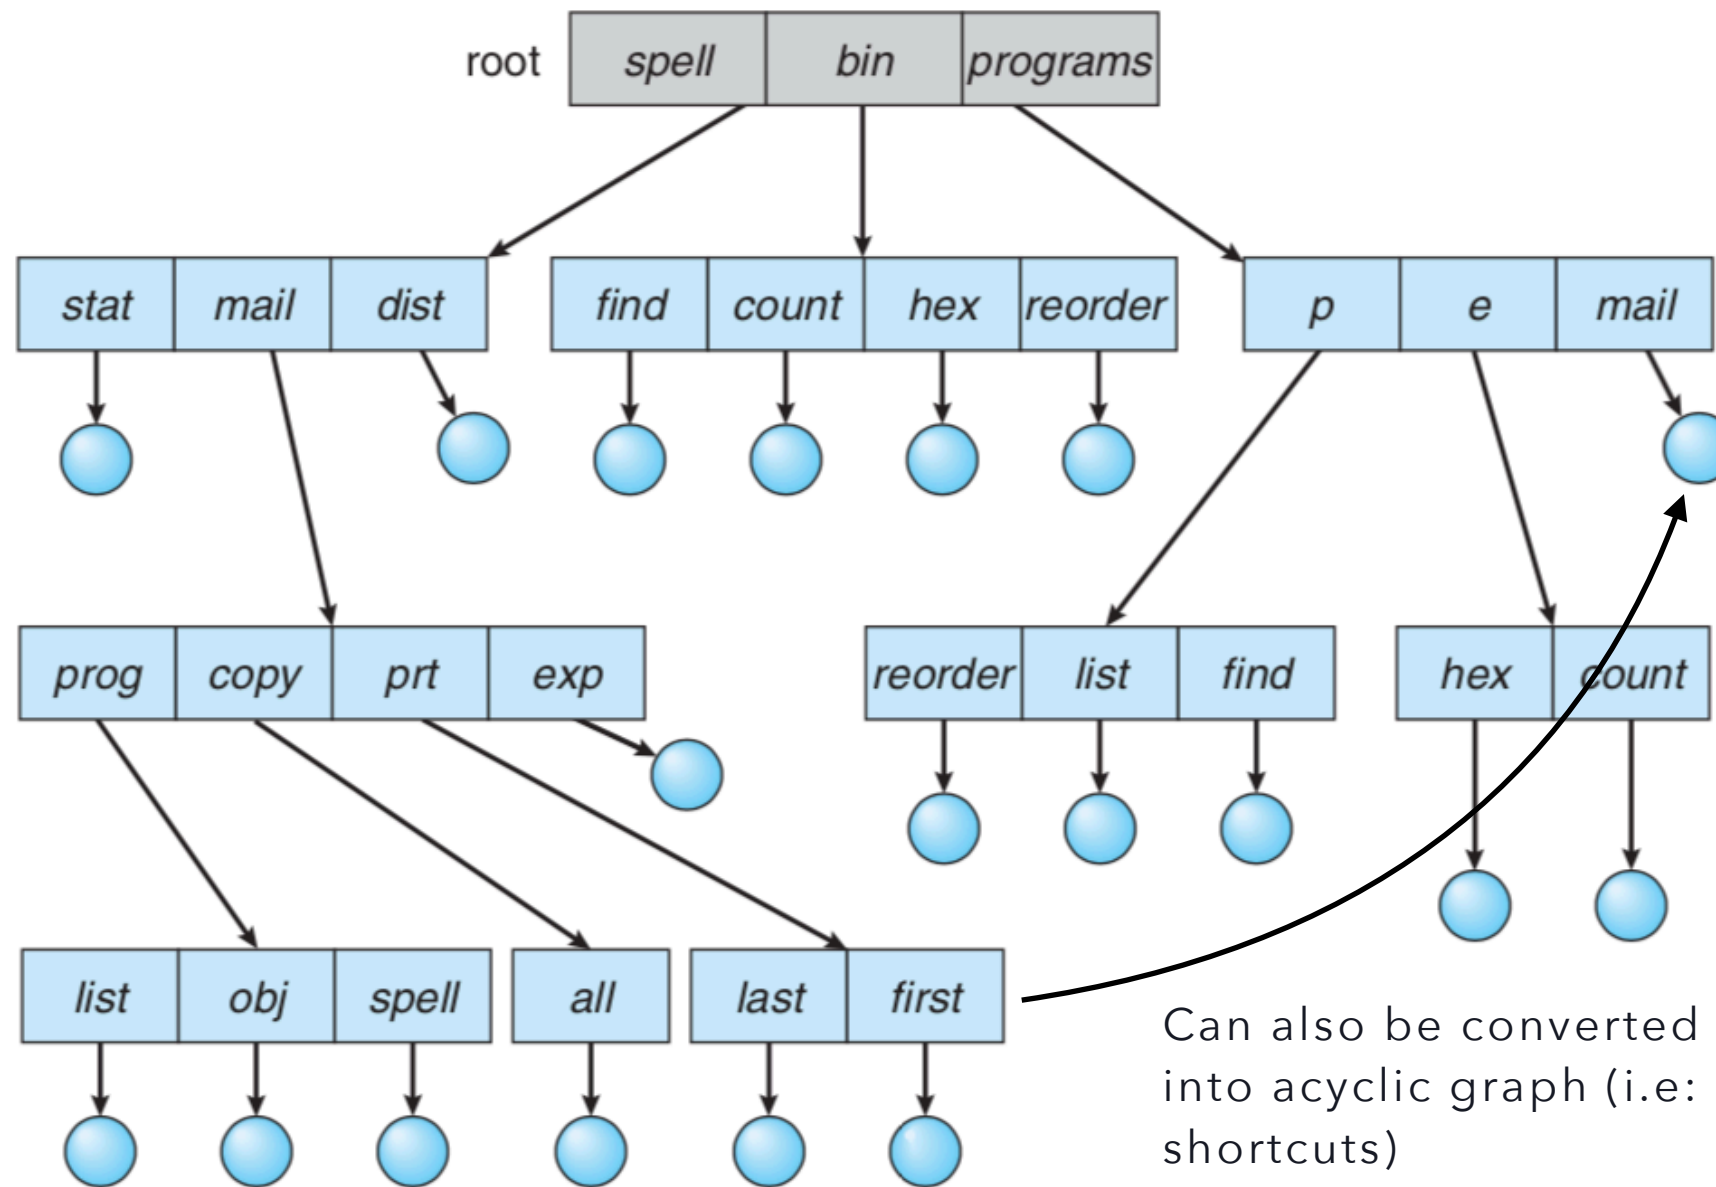 root spell bin programs
stat mail dist find count hex reorder p e mail
prog copy prt exp reorder list find hex count
list obj spell all last first
Can also be converted
into acyclic graph (i.e:
shortcuts)